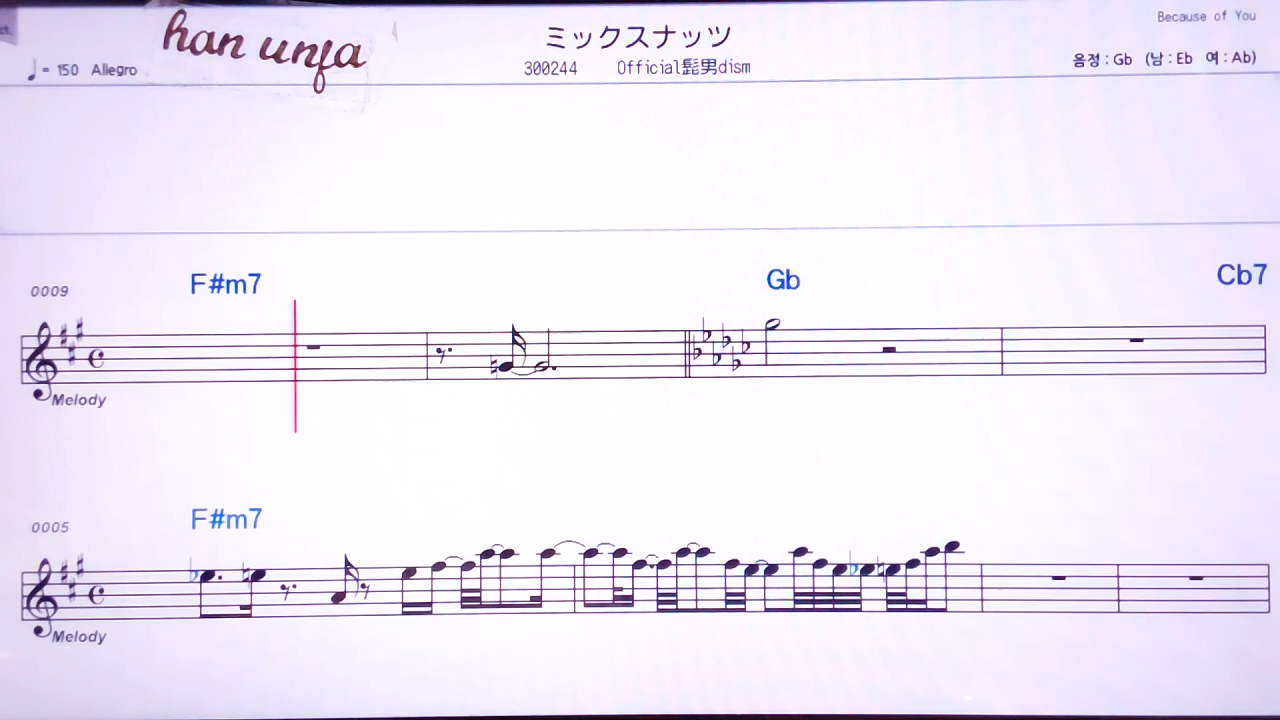 han unfa
ミックスナッツ
Because of You
♩= 150 Allegro
300244 Official髭男dism
음정:Gb (남:Eb 여:Ab)
0009
F#m7
Gb
Cb7
Melody
0005
F#m7
Melody